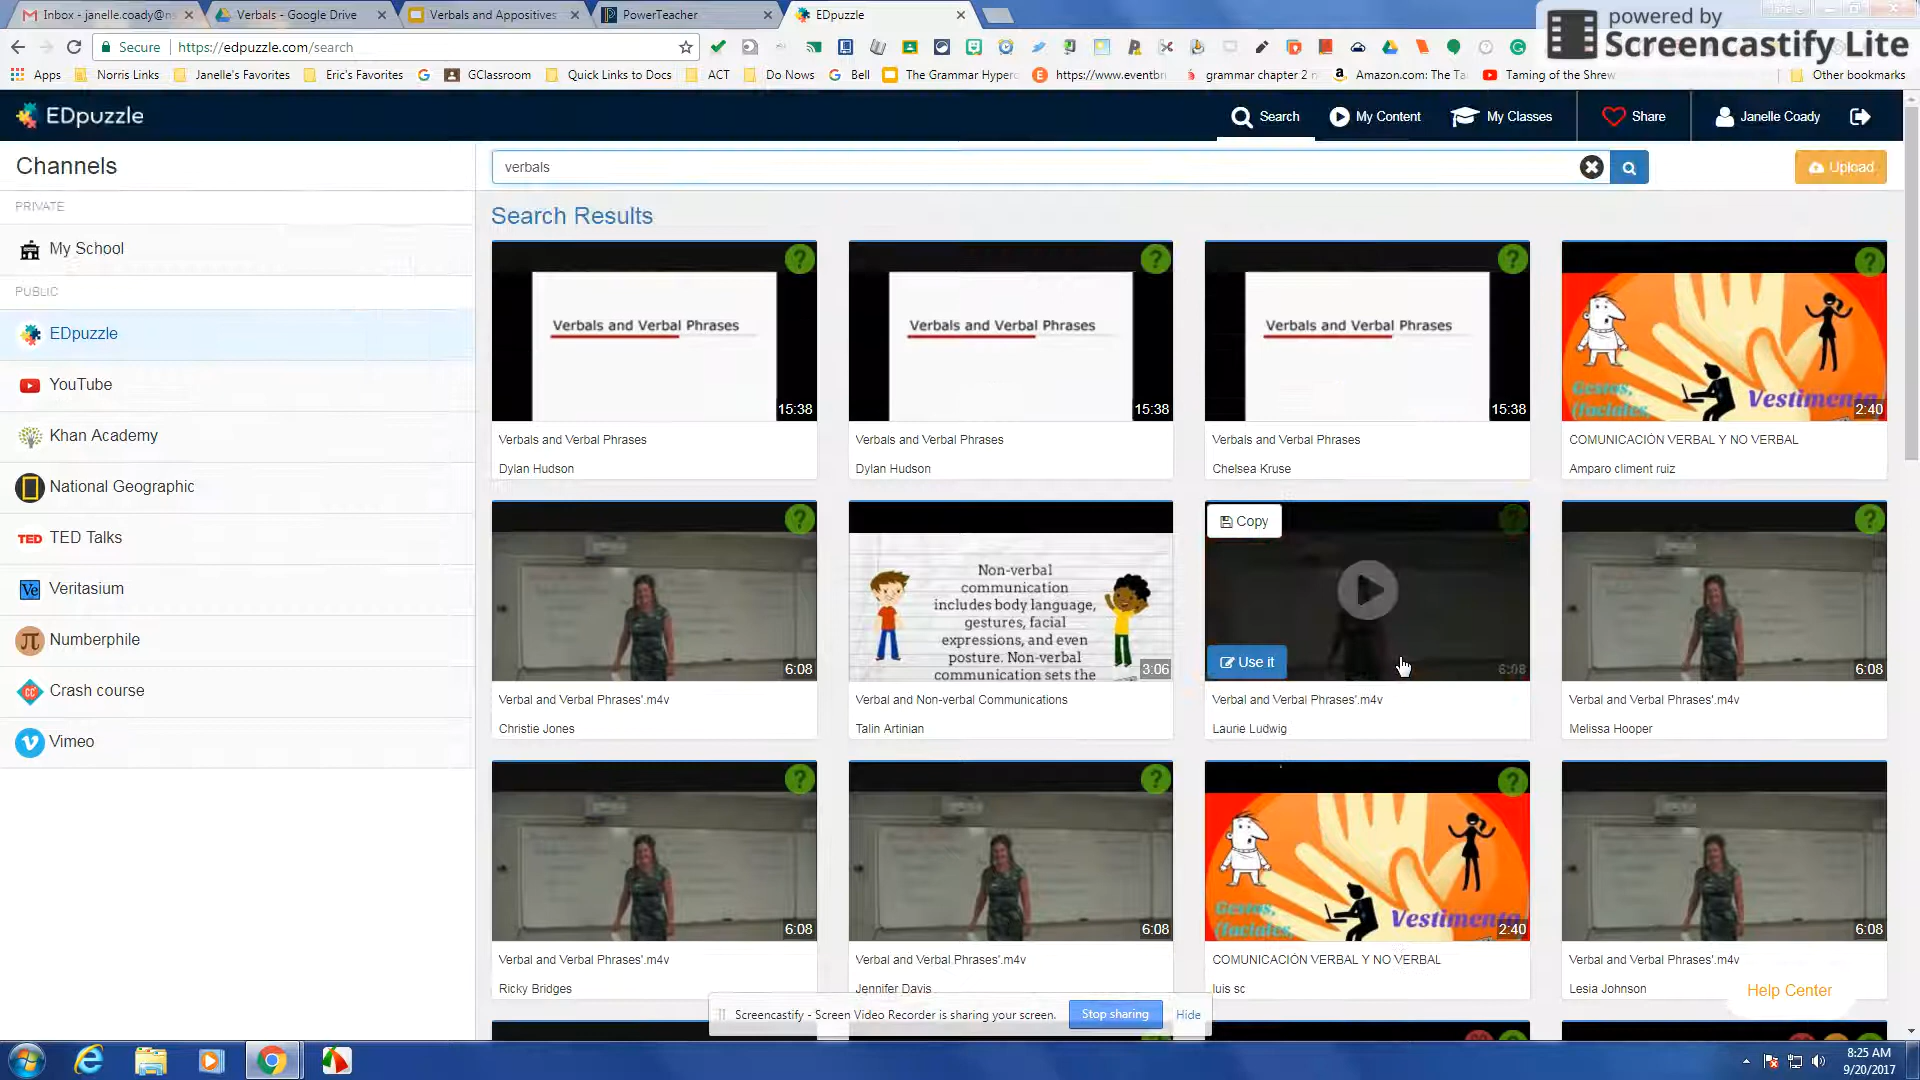 Inbox - janelle.coady@n
Verbals - Google Drive
Verbals and Appositives
PowerTeacher
EDpuzzle
powered by
Screencastify Lite
Secure
https://edpuzzle.com/search
Apps
Norris Links
Janelle's Favorites
Eric's Favorites
GClassroom
Quick Links to Docs
ACT
Do Nows
Bell
The Grammar Hyperc
https://www.eventbri
grammar chapter 2 n
Amazon.com: The Ta
Taming of the Shrew
Other bookmarks
EDpuzzle
Search
My Content
My Classes
Share
Janelle Coady
Channels
verbals
Upload
PRIVATE
My School
PUBLIC
EDpuzzle
YouTube
Khan Academy
National Geographic
TED TED Talks
Ve Veritasium
Numberphile
CC Crash course
Vimeo
Search Results
Verbals and Verbal Phrases
15:38
Verbals and Verbal Phrases
Dylan Hudson
Verbals and Verbal Phrases
15:38
Verbals and Verbal Phrases
Dylan Hudson
Verbals and Verbal Phrases
15:38
Verbals and Verbal Phrases
Chelsea Kruse
Gestos,
(faciales,
Vestimenta
2:40
COMUNICACIÓN VERBAL Y NO VERBAL
Amparo climent ruiz
6:08
Verbal and Verbal Phrases'.m4v
Christie Jones
Non-verbal
communication
includes body language,
gestures, facial
expressions, and even
posture. Non-verbal
communication sets the
3:06
Verbal and Non-verbal Communications
Talin Artinian
Copy
Use it
6:08
Verbal and Verbal Phrases'.m4v
Laurie Ludwig
6:08
Verbal and Verbal Phrases'.m4v
Melissa Hooper
6:08
Verbal and Verbal Phrases'.m4v
Ricky Bridges
6:08
Verbal and Verbal Phrases'.m4v
Jennifer Davis
Gestos,
(faciales,
Vestimenta
2:40
COMUNICACIÓN VERBAL Y NO VERBAL
luis sc
6:08
Verbal and Verbal Phrases'.m4v
Lesia Johnson
Help Center
Screencastify - Screen Video Recorder is sharing your screen.
Stop sharing
Hide
8:25 AM
9/20/2017